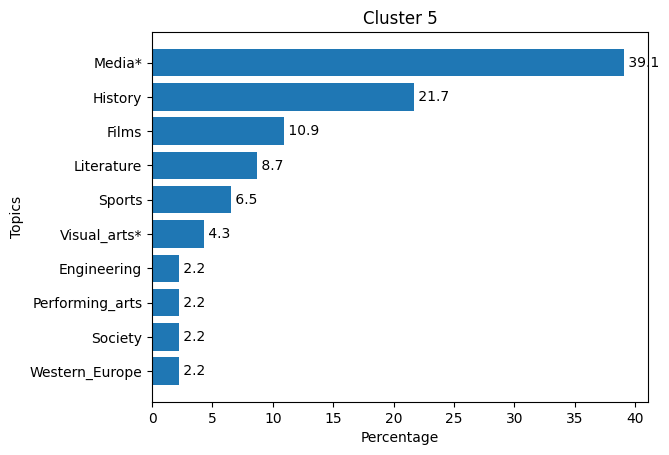 Cluster 5
Topics
Media* 39.1
History 21.7
Films 10.9
Literature 8.7
Sports 6.5
Visual_arts* 4.3
Engineering 2.2
Performing_arts 2.2
Society 2.2
Western_Europe 2.2
0 5 10 15 20 25 30 35 40
Percentage